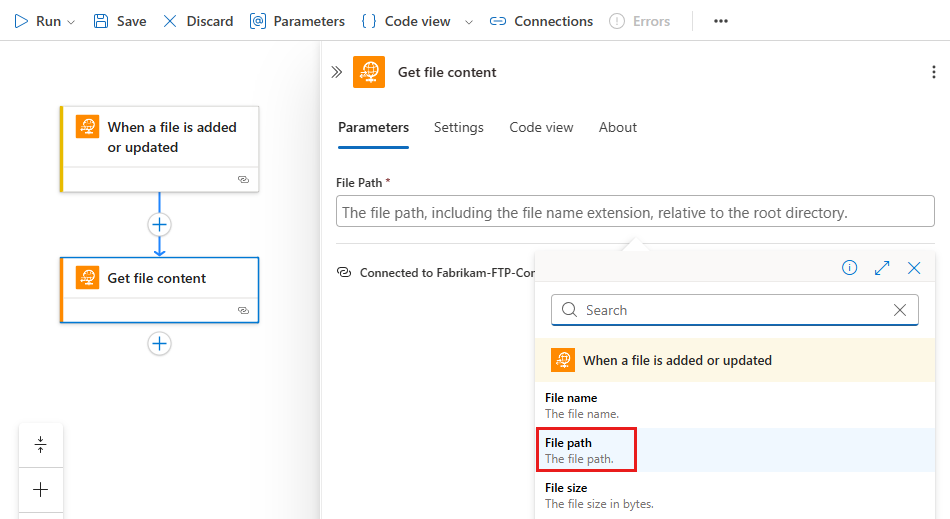 Run Save Discard Parameters Code view Connections Errors
When a file is added
or updated
Get file content
Get file content
Parameters Settings Code view About
File Path *
The file path, including the file name extension, relative to the root directory.
Connected to Fabrikam-FTP-Con
Search
When a file is added or updated
File name
The file name.
File path
The file path.
File size
The file size in bytes.